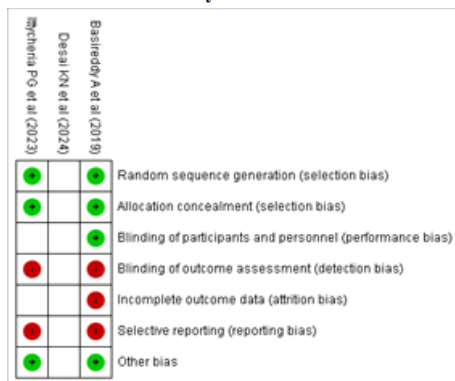 Ittycheria PG et al (2023)
Desai KN et al (2024)
Basireddy A et al (2019)
Random sequence generation (selection bias)
Allocation concealment (selection bias)
Blinding of participants and personnel (performance bias)
Blinding of outcome assessment (detection bias)
Incomplete outcome data (attrition bias)
Selective reporting (reporting bias)
Other bias